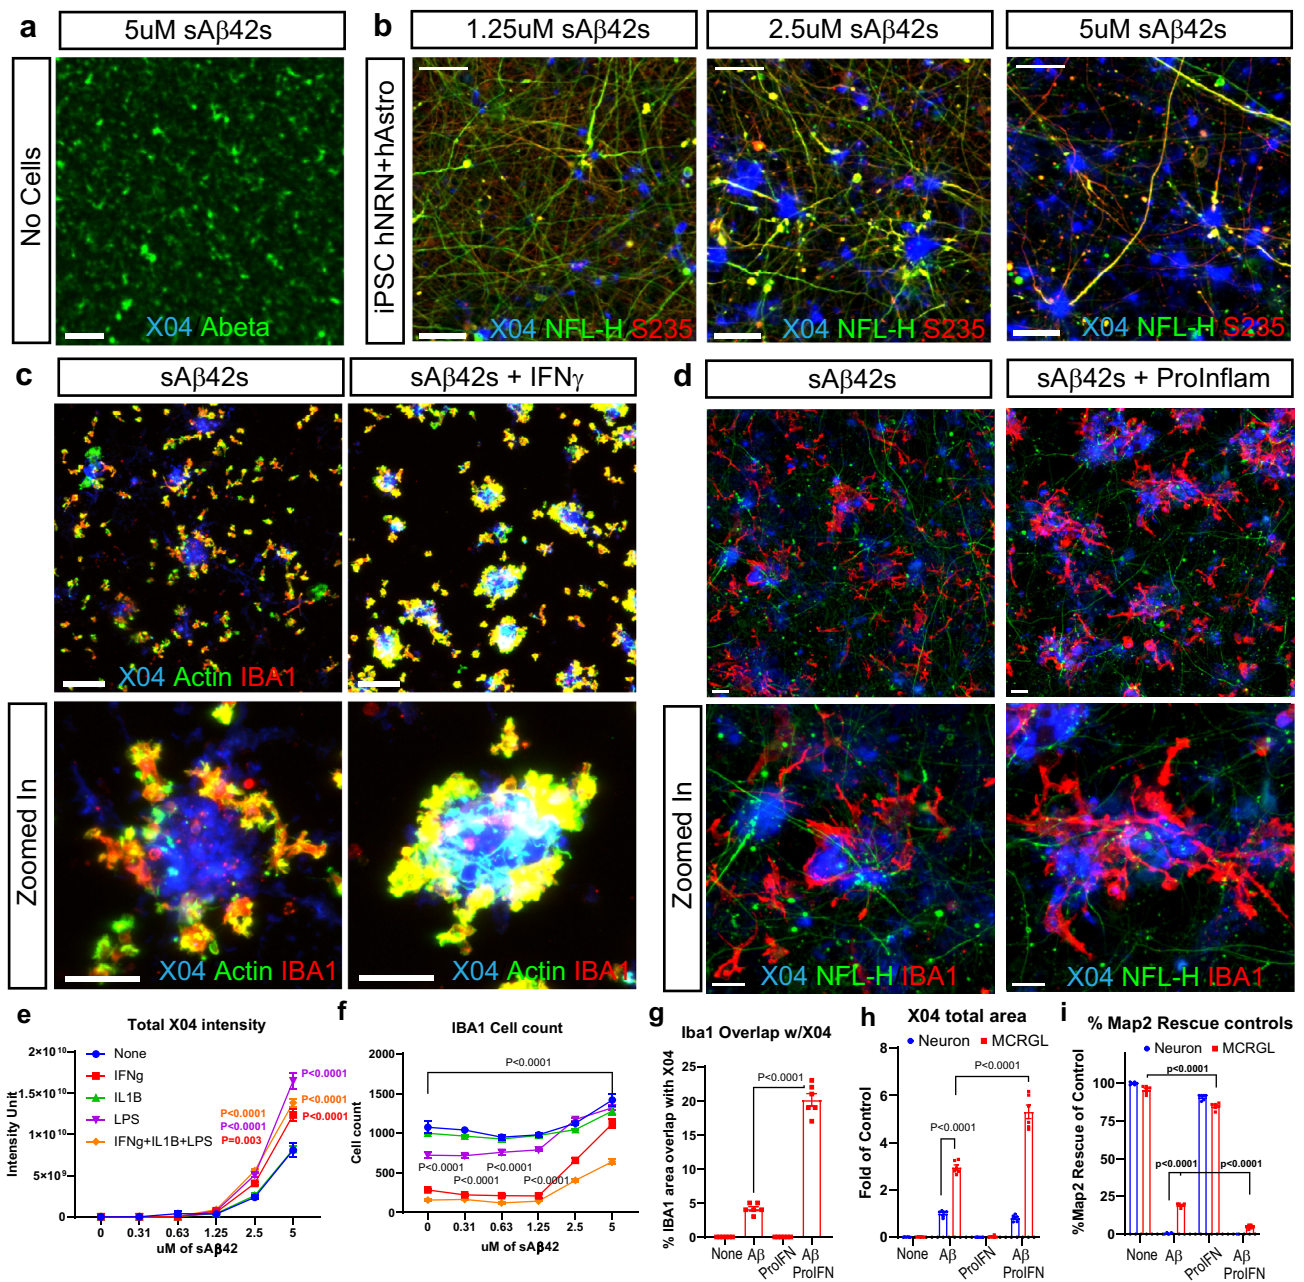 a
5uM sAβ42s
b
1.25uM sAβ42s
2.5uM sAβ42s
5uM sAβ42s
No Cells
X04 Abeta
iPSC hNRN+hAstro
X04 NFL-H S235
X04 NFL-H S235
X04 NFL-H S235
c
sAβ42s
sAβ42s + IFNγ
d
sAβ42s
sAβ42s + ProInflam
X04 Actin IBA1
Zoomed In
X04 Actin IBA1
X04 Actin IBA1
Zoomed In
X04 NFL-H IBA1
X04 NFL-H IBA1
e
Total X04 intensity
Intensity Unit
2×10¹⁰
1.5×10¹⁰
1×10¹⁰
5×10⁹
0
None
IFNg
IL1B
LPS
IFNg+IL1B+LPS
P<0.0001
P<0.0001
P=0.003
P<0.0001
P<0.0001
P<0.0001
0 0.31 0.63 1.25 2.5 5
uM of sAβ42
f
IBA1 Cell count
Cell count
2000
1500
1000
500
0
P<0.0001
P<0.0001 P<0.0001
P<0.0001 P<0.0001
0 0.31 0.63 1.25 2.5 5
uM of sAβ42
g
Iba1 Overlap w/X04
% IBA1 area overlap with X04
25
20
15
10
5
0
P<0.0001
None Aβ ProIFN Aβ ProIFN
h
X04 total area
Neuron MCRGL
Fold of Control
8
6
4
2
0
P<0.0001
P<0.0001
None Aβ ProIFN Aβ ProIFN
i
% Map2 Rescue controls
Neuron MCRGL
%Map2 Rescue of Control
100
75
50
25
0
p<0.0001
p<0.0001 p<0.0001
None Aβ ProIFN Aβ ProIFN